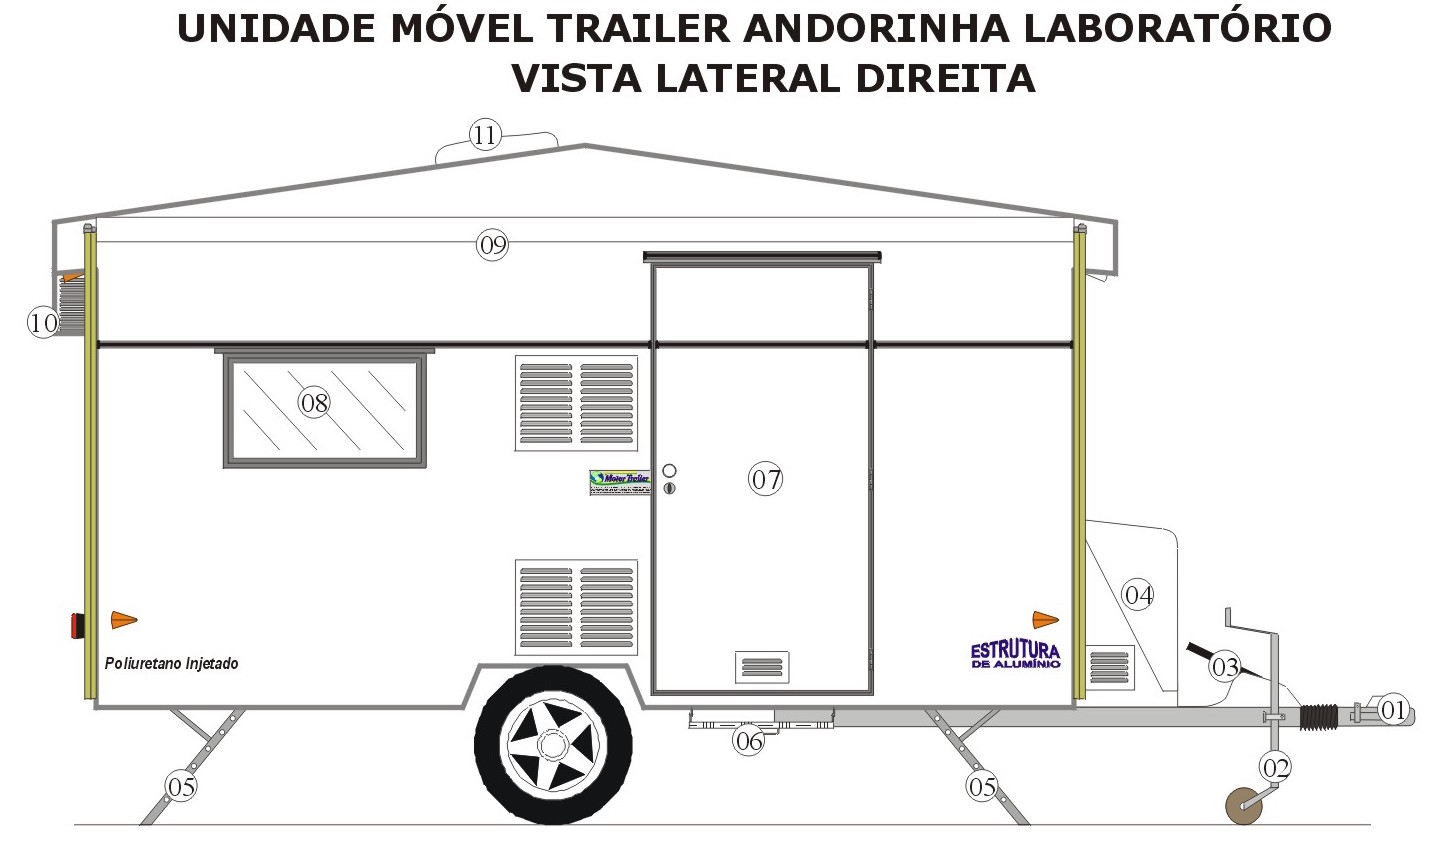 UNIDADE MÓVEL TRAILER ANDORINHA LABORATÓRIO
VISTA LATERAL DIREITA
11
09
10
08
07
Motor Trailer
04
Poliuretano Injetado
ESTRUTURA
DE ALUMÍNIO
03
01
06
02
05
05